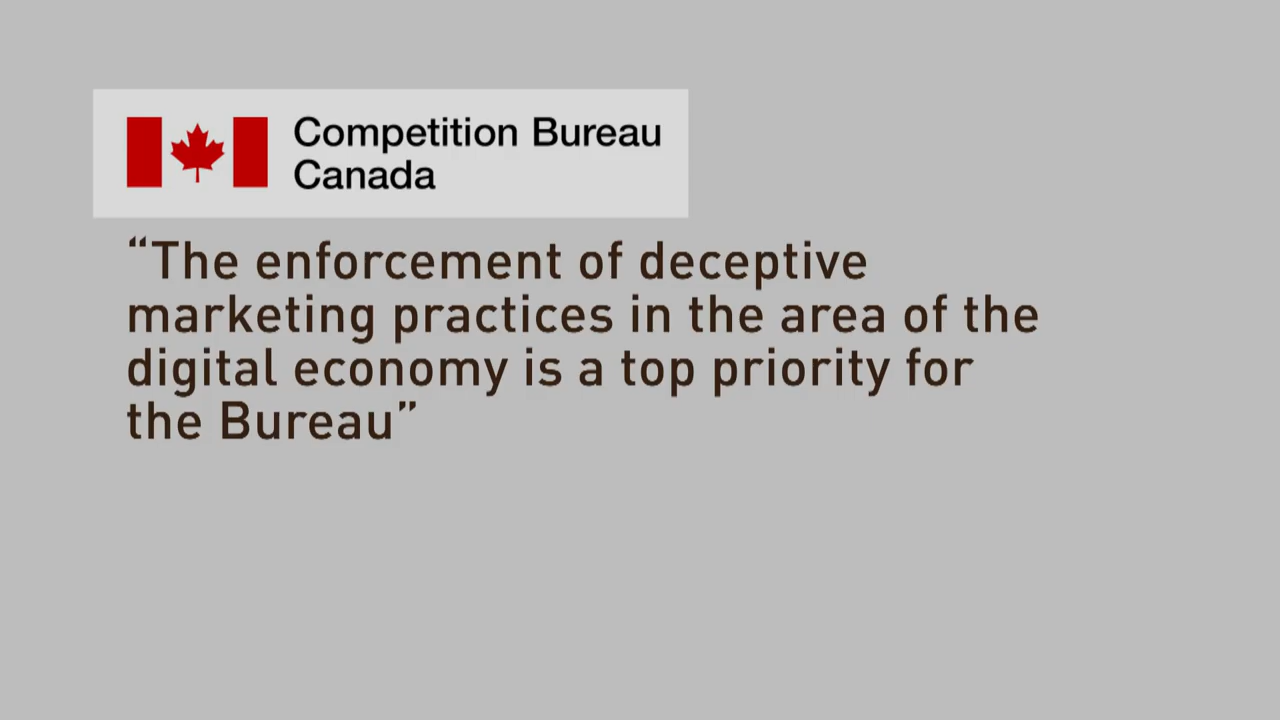 Competition Bureau
Canada
“The enforcement of deceptive
marketing practices in the area of the
digital economy is a top priority for
the Bureau”